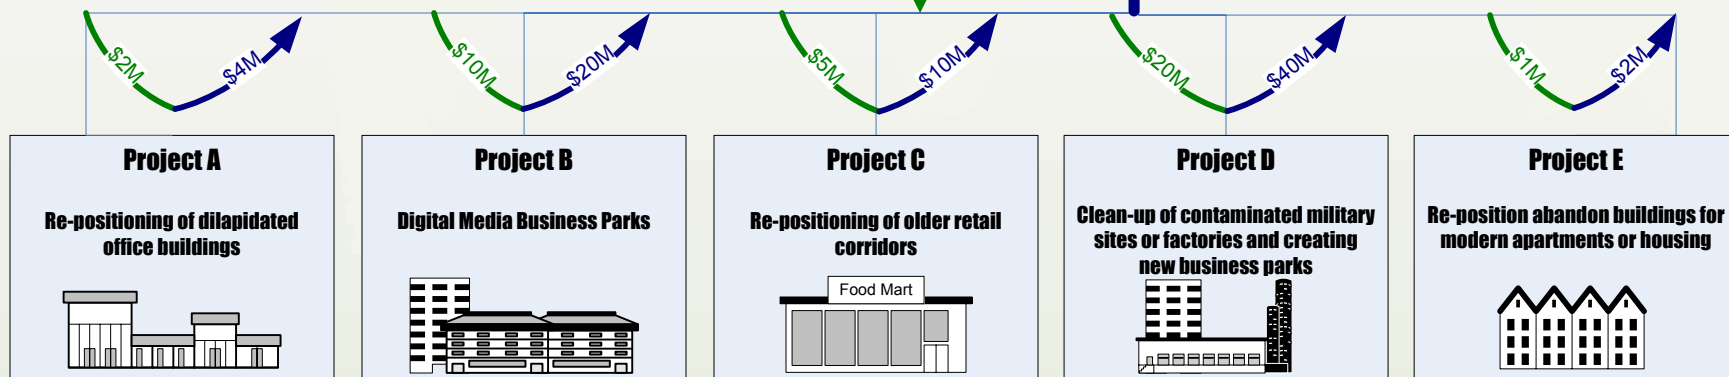 $2M
$4M
$10M
$20M
$5M
$10M
$20M
$40M
$1M
$2M
Project A
Re-positioning of dilapidated
office buildings
Project B
Digital Media Business Parks
Project C
Re-positioning of older retail
corridors
Food Mart
Project D
Clean-up of contaminated military
sites or factories and creating
new business parks
Project E
Re-position abandon buildings for
modern apartments or housing